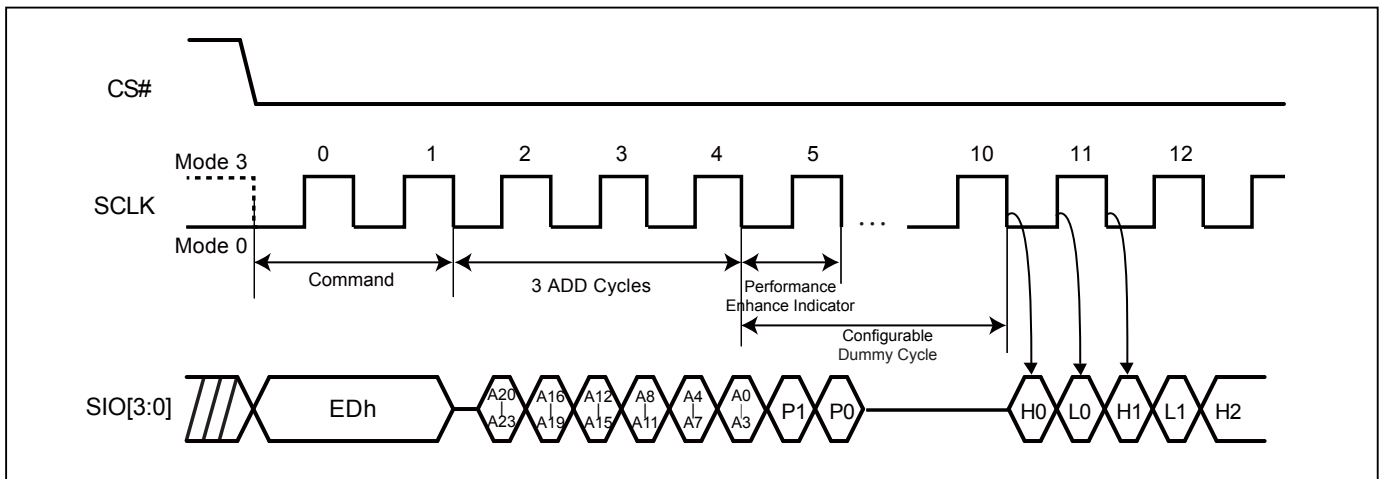 CS#
Mode 3
0 1 2 3 4 5 10 11 12
SCLK
...
Mode 0
Command
3 ADD Cycles
Performance
Enhance Indicator
Configurable
Dummy Cycle
SIO[3:0]
EDh
A20 | A23
A16 | A19
A12 | A15
A8 | A11
A4 | A7
A0 | A3
P1 P0
H0 L0 H1 L1 H2